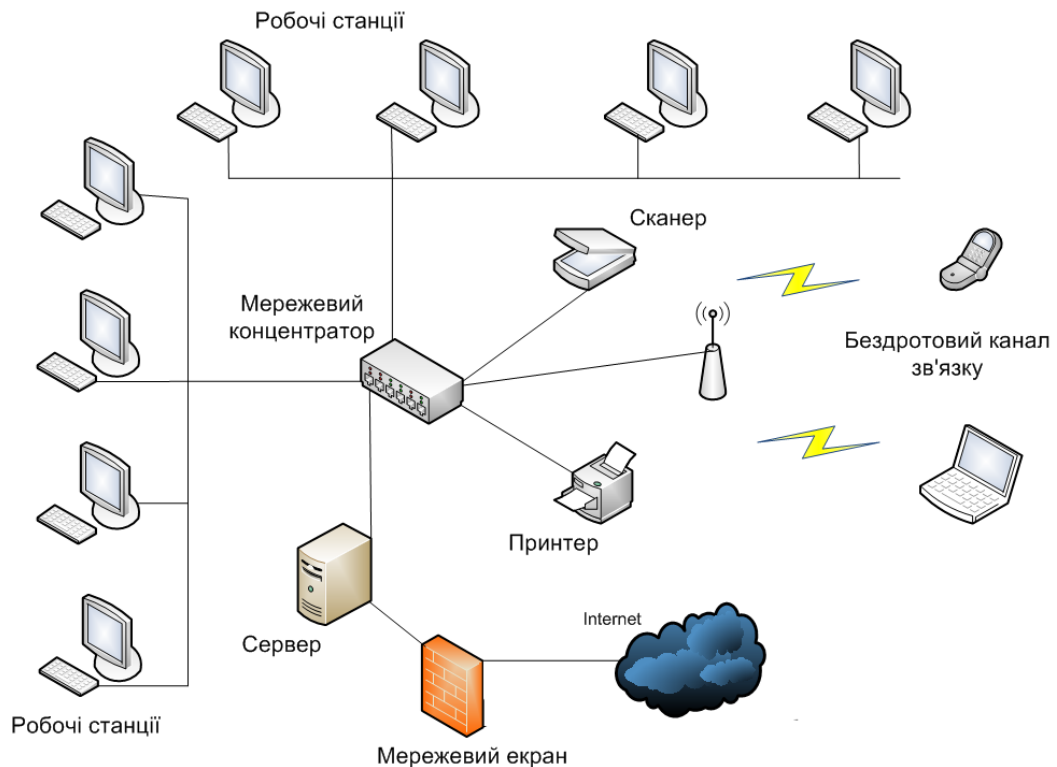 Робочі станції
Сканер
Мережевий
концентратор
Бездротовий канал
зв'язку
Принтер
Internet
Сервер
Робочі станції
Мережевий екран